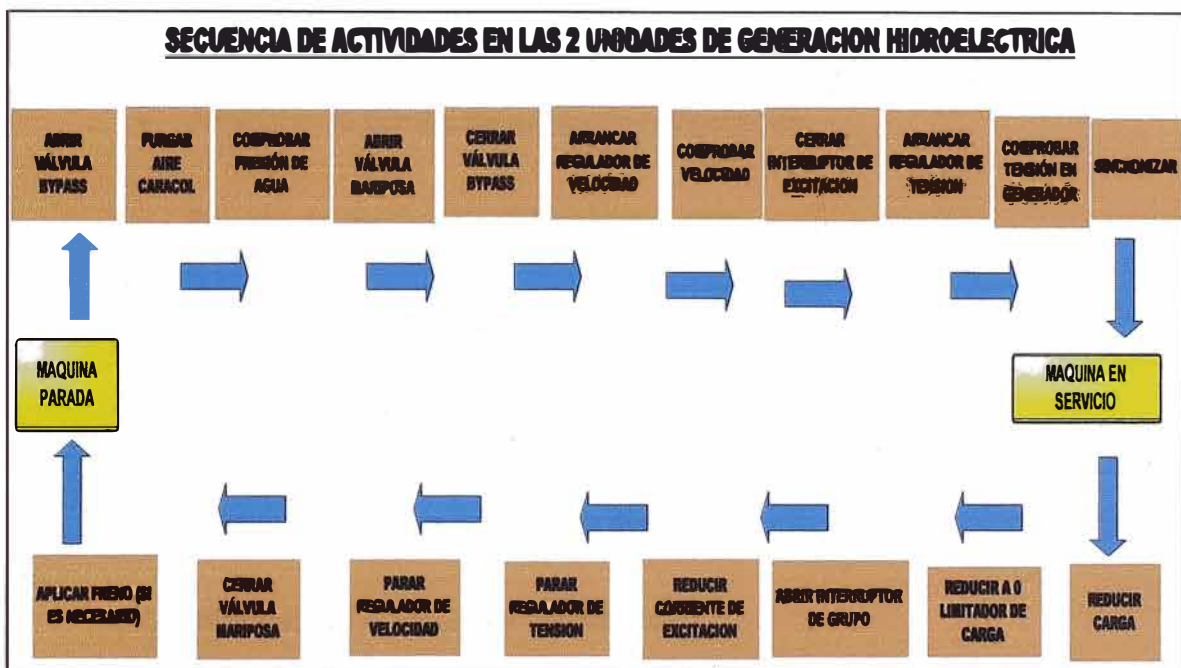 SECUENCIA DE ACTIVIDADES EN LAS 2 UNIDADES DE GENERACION HIDROELECTRICA
ABRIR
VÁLVULA
BYPASS
PURGAR
AIRE
CARACOL
COMPROBAR
PRESIÓN DE
AGUA
ABRIR
VÁLVULA
MARIPOSA
CERRAR
VÁLVULA
BYPASS
ARRANCAR
REGULADOR DE
VELOCIDAD
COMPROBAR
VELOCIDAD
CERRAR
INTERRUPTOR DE
EXCITACIÓN
ARRANCAR
REGULADOR DE
TENSION
COMPROBAR
TENSIÓN EN
GENERADOR
SINCRONIZAR
MAQUINA
PARADA
MAQUINA EN
SERVICIO
APLICAR FRENO (SI
ES NECESARIO)
CERRAR
VÁLVULA
MARIPOSA
PARAR
REGULADOR DE
VELOCIDAD
PARAR
REGULADOR DE
TENSION
REDUCIR
CORRIENTE DE
EXCITACION
ABRIR INTERRUPTOR
DE GRUPO
REDUCIR A 0
LIMITADOR DE
CARGA
REDUCIR
CARGA